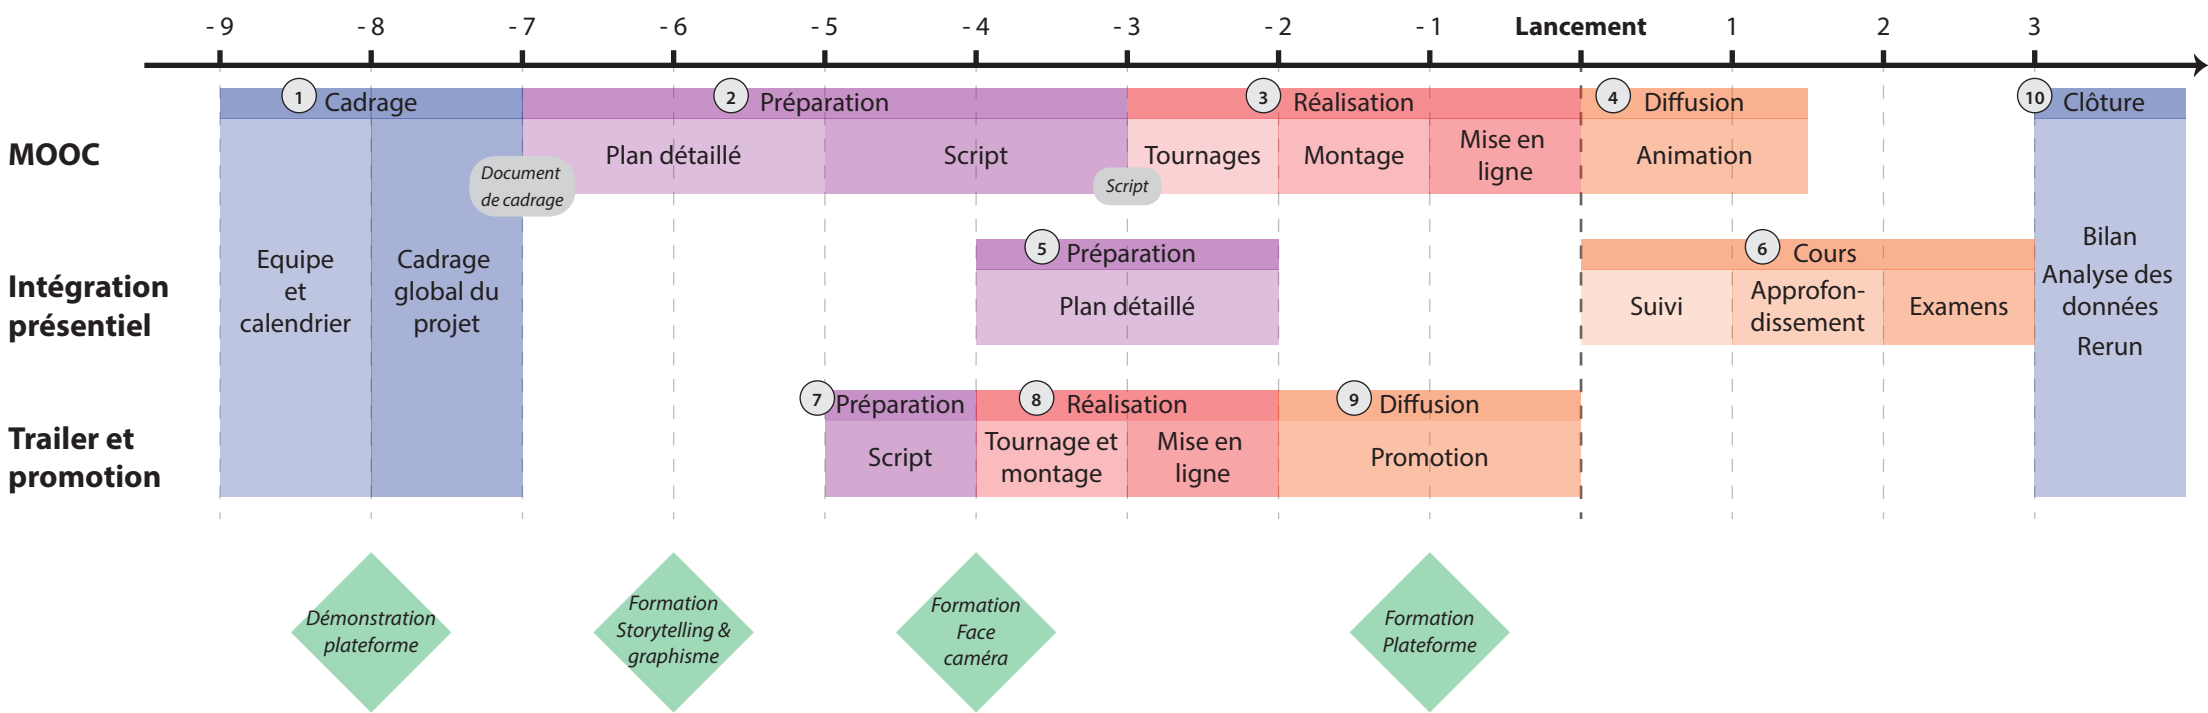 - 9 - 8 - 7 - 6 - 5 - 4 - 3 - 2 - 1 Lancement 1 2 3
1 Cadrage 2 Préparation 3 Réalisation 4 Diffusion 10 Clôture
MOOC
Plan détaillé
Script
Tournages
Montage
Mise en
ligne
Animation
Document
de cadrage
Script
Equipe
et
calendrier
Cadrage
global du
projet
Intégration
présentiel
5 Préparation
Plan détaillé
6 Cours
Suivi
Approfon-
dissement
Examens
Bilan
Analyse des
données
Rerun
Trailer et
promotion
7 Préparation 8 Réalisation 9 Diffusion
Script
Tournage et
montage
Mise en
ligne
Promotion
Démonstration
plateforme
Formation
Storytelling &
graphisme
Formation
Face
caméra
Formation
Plateforme